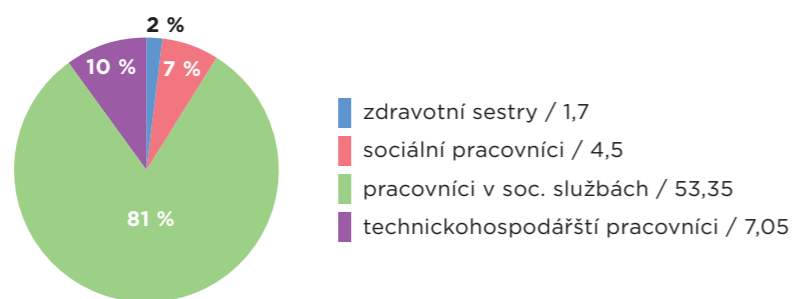 2 %
10 %
7 %
81 %
zdravotní sestry / 1,7
sociální pracovníci / 4,5
pracovníci v soc. službách / 53,35
technickohospodářští pracovníci / 7,05